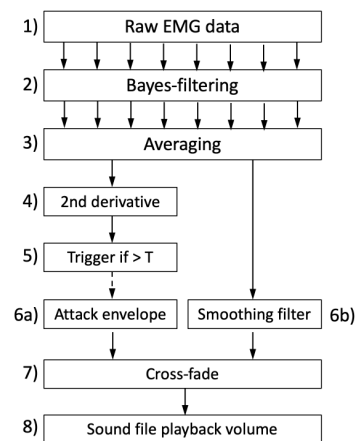 1) Raw EMG data
2) Bayes-filtering
3) Averaging
4) 2nd derivative
5) Trigger if > T
6a) Attack envelope Smoothing filter 6b)
7) Cross-fade
8) Sound file playback volume